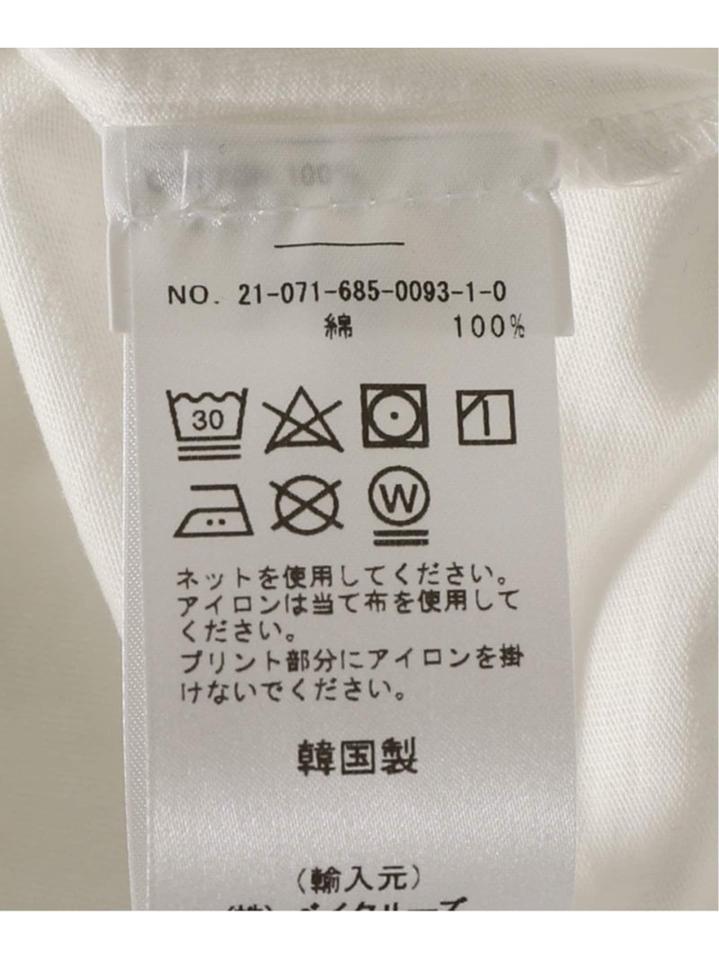 100%
NO. 21-071-685-0093-1-0
綿 100%
30
W
ネットを使用してください。
アイロンは当て布を使用して
ください。
プリント部分にアイロンを掛
けないでください。
韓国製
(輸入元)